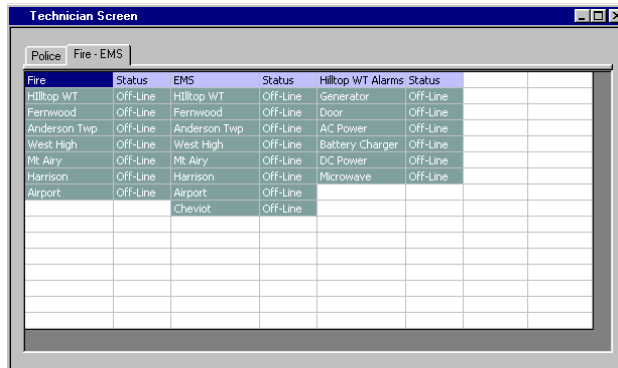 Technician Screen
Police Fire - EMS
Fire Status EMS Status Hilltop WT Alarms Status
HIlltop WT Off-Line HIlltop WT Off-Line Generator Off-Line
Fernwood Off-Line Fernwood Off-Line Door Off-Line
Anderson Twp Off-Line Anderson Twp Off-Line AC Power Off-Line
West High Off-Line West High Off-Line Battery Charger Off-Line
Mt Airy Off-Line Mt Airy Off-Line DC Power Off-Line
Harrison Off-Line Harrison Off-Line Microwave Off-Line
Airport Off-Line Airport Off-Line
Cheviot Off-Line